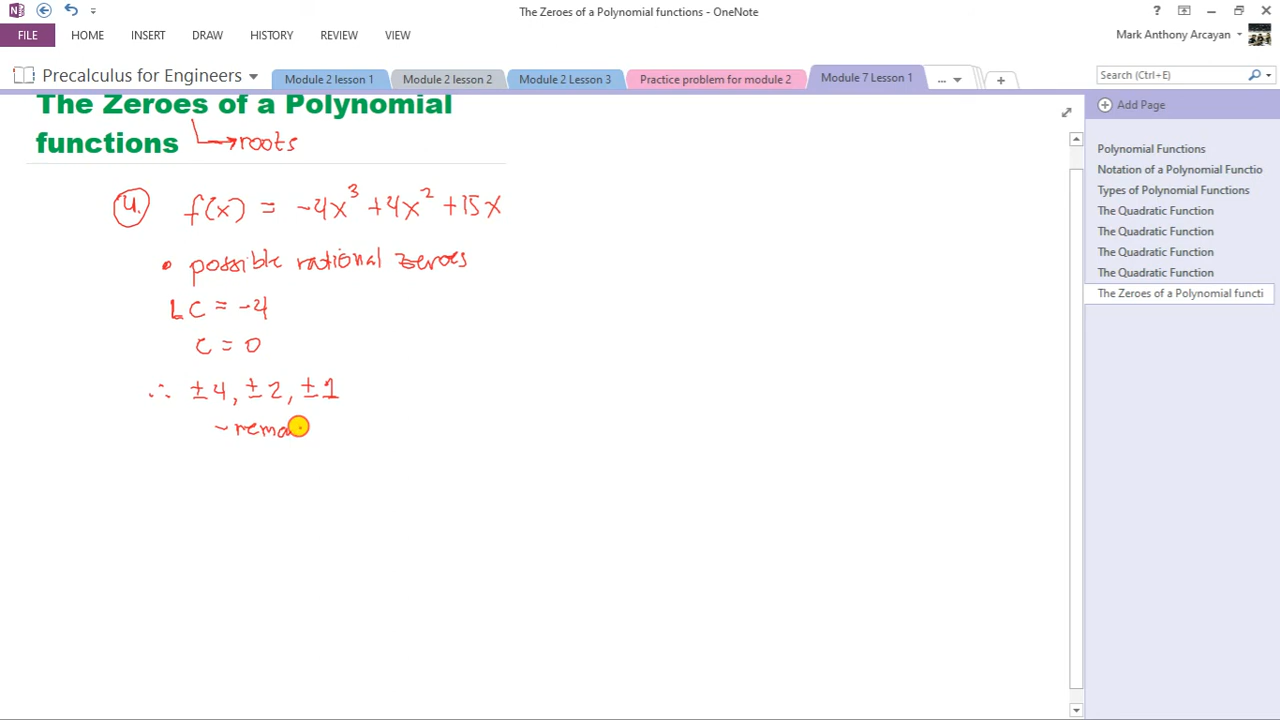 The Zeroes of a Polynomial functions - OneNote
?
Mark Anthony Arcayan
FILE HOME INSERT DRAW HISTORY REVIEW VIEW
Precalculus for Engineers
Module 2 lesson 1
Module 2 lesson 2
Module 2 Lesson 3
Practice problem for module 2
Module 7 Lesson 1
...
Search (Ctrl+E)
Add Page
Polynomial Functions
Notation of a Polynomial Functio
Types of Polynomial Functions
The Quadratic Function
The Quadratic Function
The Quadratic Function
The Quadratic Function
The Zeroes of a Polynomial functi
The Zeroes of a Polynomial
functions
roots
4. f(x) = -4x³ +4x² +15x
• possible rational zeroes
LC = -4
C = 0
∴ ±4, ±2, ±1
- rema